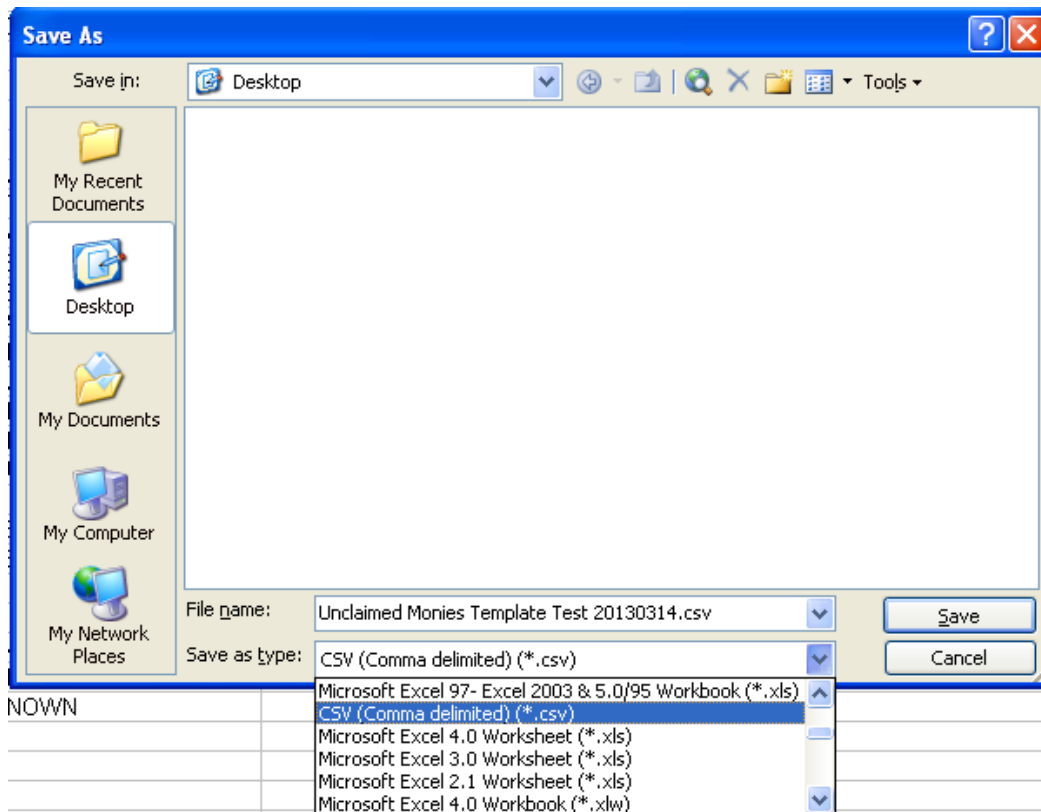 Save As
Save in:
Desktop
Tools
My Recent
Documents
Desktop
My Documents
My Computer
My Network
Places
File name:
Unclaimed Monies Template Test 20130314.csv
Save
Save as type:
CSV (Comma delimited) (*.csv)
Cancel
Microsoft Excel 97- Excel 2003 & 5.0/95 Workbook (*.xls)
CSV (Comma delimited) (*.csv)
Microsoft Excel 4.0 Worksheet (*.xls)
Microsoft Excel 3.0 Worksheet (*.xls)
Microsoft Excel 2.1 Worksheet (*.xls)
Microsoft Excel 4.0 Workbook (*.xlw)
NOWN